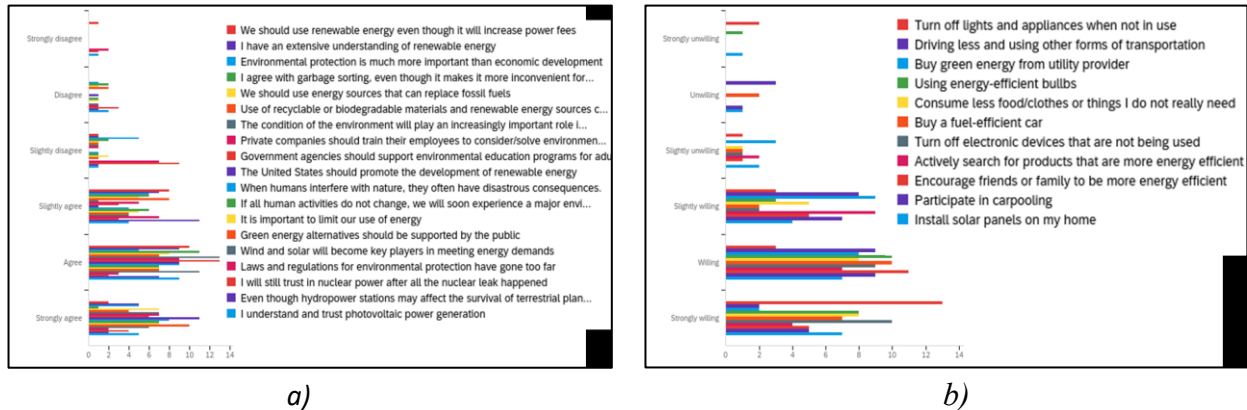 Strongly disagree
Disagree
Slightly disagree
Slightly agree
Agree
Strongly agree
0 2 4 6 8 10 12 14
We should use renewable energy even though it will increase power fees
I have an extensive understanding of renewable energy
Environmental protection is much more important than economic development
I agree with garbage sorting, even though it makes it more inconvenient for...
We should use energy sources that can replace fossil fuels
Use of recyclable or biodegradable materials and renewable energy sources c...
The condition of the environment will play an increasingly important role i...
Private companies should train their employees to consider/solve environmen...
Government agencies should support environmental education programs for adu
The United States should promote the development of renewable energy
When humans interfere with nature, they often have disastrous consequences.
If all human activities do not change, we will soon experience a major envi...
It is important to limit our use of energy
Green energy alternatives should be supported by the public
Wind and solar will become key players in meeting energy demands
Laws and regulations for environmental protection have gone too far
I will still trust in nuclear power after all the nuclear leak happened
Even though hydropower stations may affect the survival of terrestrial plan...
I understand and trust photovoltaic power generation
a)
Strongly unwilling
Unwilling
Slightly unwilling
Slightly willing
Willing
Strongly willing
0 2 4 6 8 10 12 14
Turn off lights and appliances when not in use
Driving less and using other forms of transportation
Buy green energy from utility provider
Using energy-efficient bullbs
Consume less food/clothes or things I do not really need
Buy a fuel-efficient car
Turn off electronic devices that are not being used
Actively search for products that are more energy efficient
Encourage friends or family to be more energy efficient
Participate in carpooling
Install solar panels on my home
b)